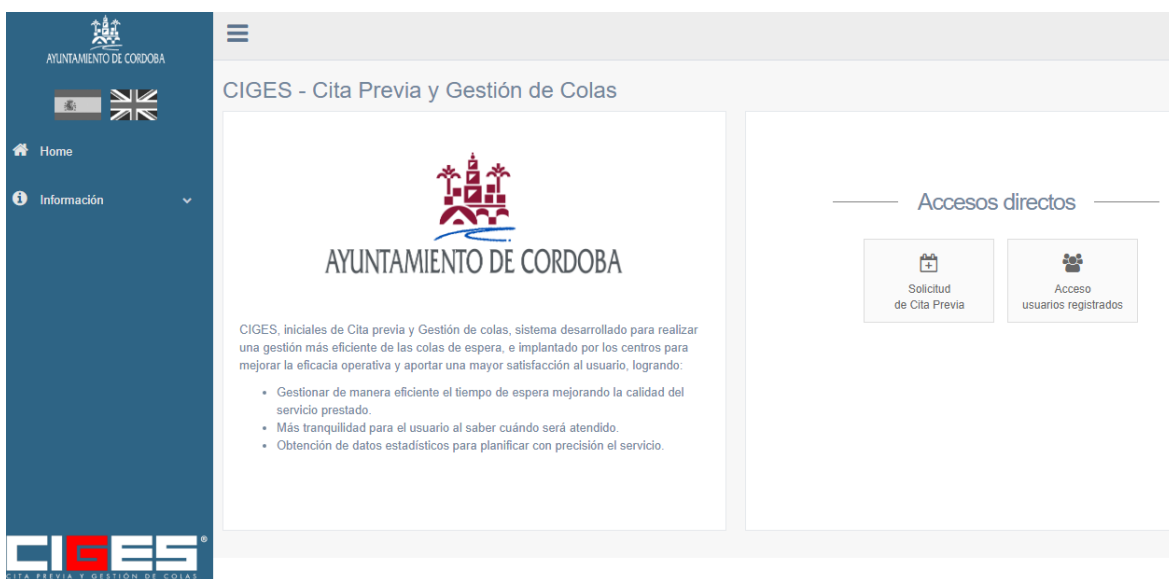 AYUNTAMIENTO DE CORDOBA
Home
Información
CIGES®
CITA PREVIA Y GESTIÓN DE COLAS
CIGES - Cita Previa y Gestión de Colas
AYUNTAMIENTO DE CORDOBA
CIGES, iniciales de Cita previa y Gestión de colas, sistema desarrollado para realizar
una gestión más eficiente de las colas de espera, e implantado por los centros para
mejorar la eficacia operativa y aportar una mayor satisfacción al usuario, logrando:
• Gestionar de manera eficiente el tiempo de espera mejorando la calidad del
servicio prestado.
• Más tranquilidad para el usuario al saber cuándo será atendido.
• Obtención de datos estadísticos para planificar con precisión el servicio.
Accesos directos
Solicitud
de Cita Previa
Acceso
usuarios registrados